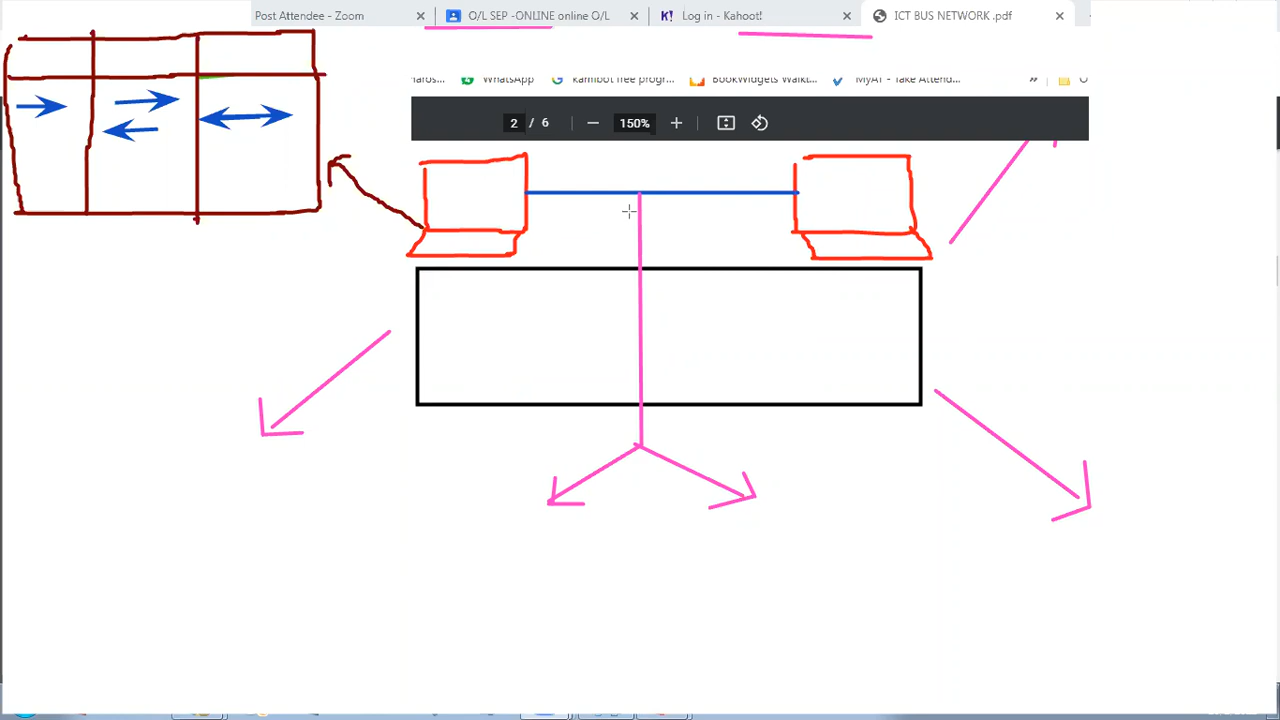 Post Attendee - Zoom
O/L SEP -ONLINE online O/L
K! Log in - Kahoot!
ICT BUS NETWORK .pdf
WhatsApp
kamibot free progr...
BookWidgets Walkt...
MyAT - Take Attend...
»
2 / 6
150%